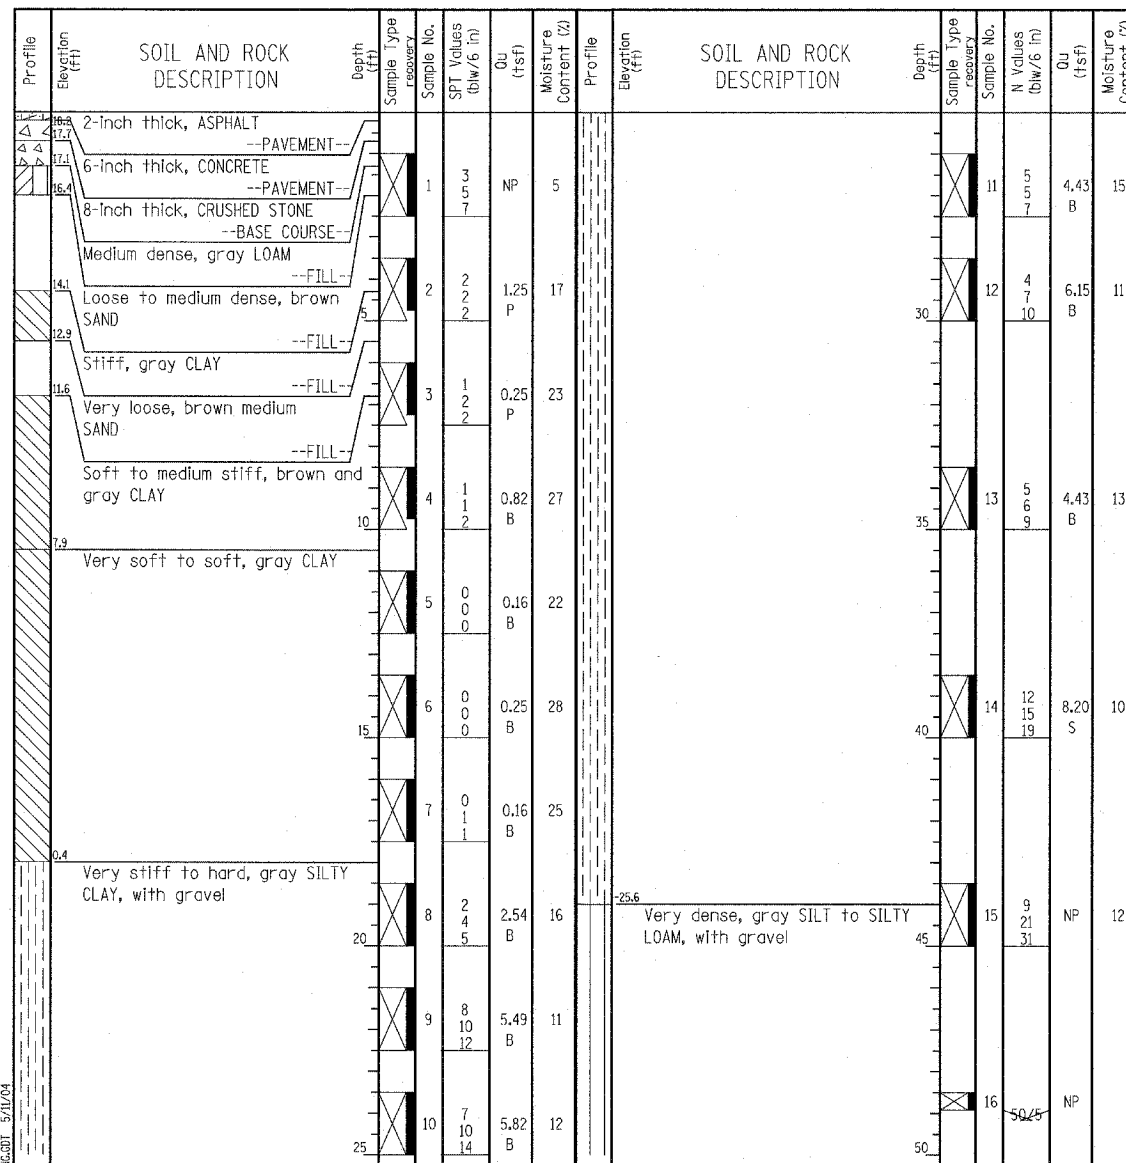 Profile
Elevation (ft)
SOIL AND ROCK
DESCRIPTION
Depth (ft)
Sample Type
recovery
Sample No.
SPT Values (blw/6 in)
Qu (tsf)
Moisture Content (%)
Profile
Elevation (ft)
SOIL AND ROCK
DESCRIPTION
Depth (ft)
Sample Type
recovery
Sample No.
N Values (blw/6 in)
Qu (tsf)
Moisture Content (%)
2-inch thick, ASPHALT
17.7
--PAVEMENT--
17.1
6-inch thick, CONCRETE
16.4
--PAVEMENT--
8-inch thick, CRUSHED STONE
--BASE COURSE--
Medium dense, gray LOAM
--FILL--
14.1
Loose to medium dense, brown
SAND
--FILL--
12.9
Stiff, gray CLAY
--FILL--
11.6
Very loose, brown medium
SAND
--FILL--
Soft to medium stiff, brown and
gray CLAY
7.9
Very soft to soft, gray CLAY
0.4
Very stiff to hard, gray SILTY
CLAY, with gravel
5
10
15
20
25
1 3 5 7 NP 5
2 2 2 2 1.25 P 17
3 1 2 2 0.25 P 23
4 1 1 2 0.82 B 27
5 0 0 0 0.16 B 22
6 0 0 0 0.25 B 28
7 0 1 1 0.16 B 25
8 2 4 5 2.54 B 16
9 8 10 12 5.49 B 11
10 7 10 14 5.82 B 12
-25.6
Very dense, gray SILT to SILTY
LOAM, with gravel
30
35
40
45
50
11 5 5 7 4.43 B 15
12 4 7 10 6.15 B 11
13 5 6 9 4.43 B 13
14 12 15 19 8.20 S 10
15 9 21 31 NP 12
16 50/5 NP
5/11/04